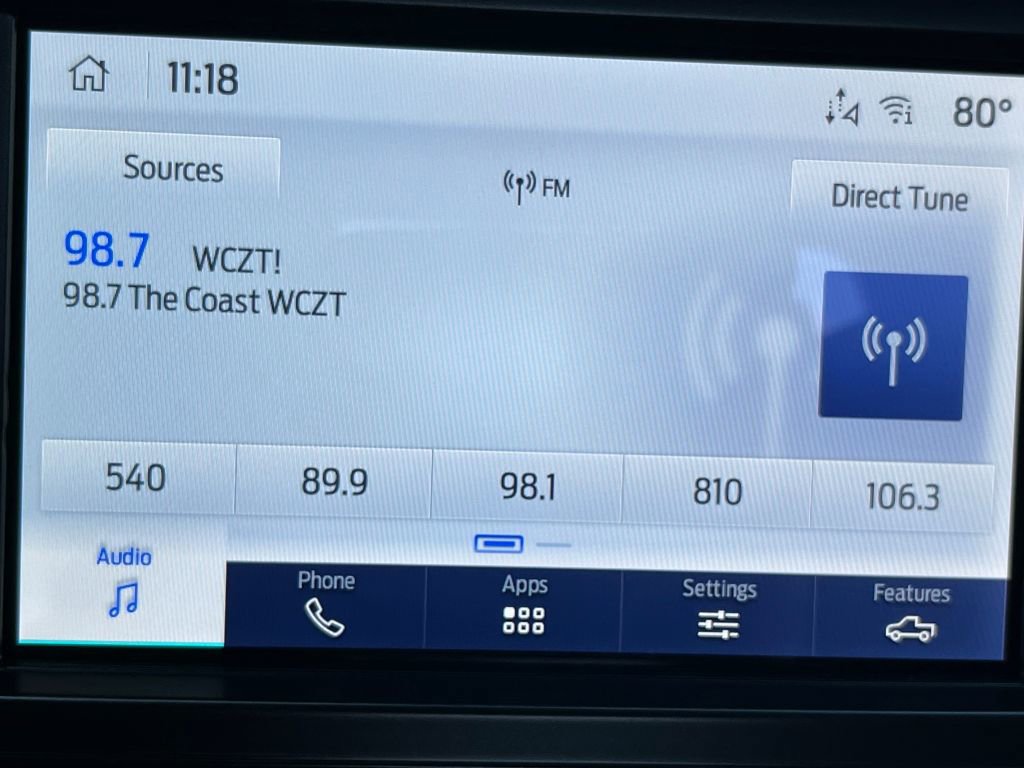 11:18
80°
Sources
FM
Direct Tune
98.7 WCZT!
98.7 The Coast WCZT
540 89.9 98.1 810 106.3
Audio Phone Apps Settings Features